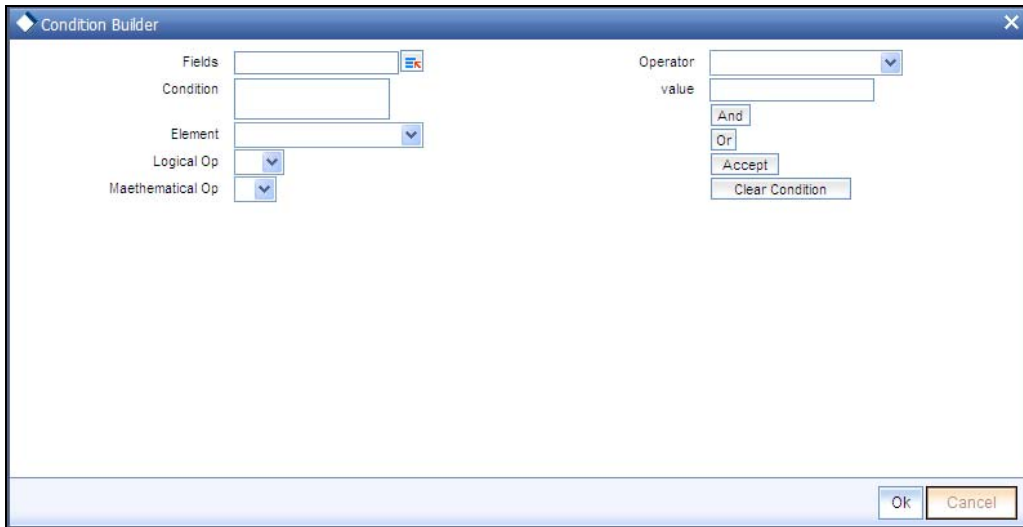 Condition Builder
Fields
Operator
Condition
value
And
Element
Or
Logical Op
Accept
Maethematical Op
Clear Condition
Ok
Cancel